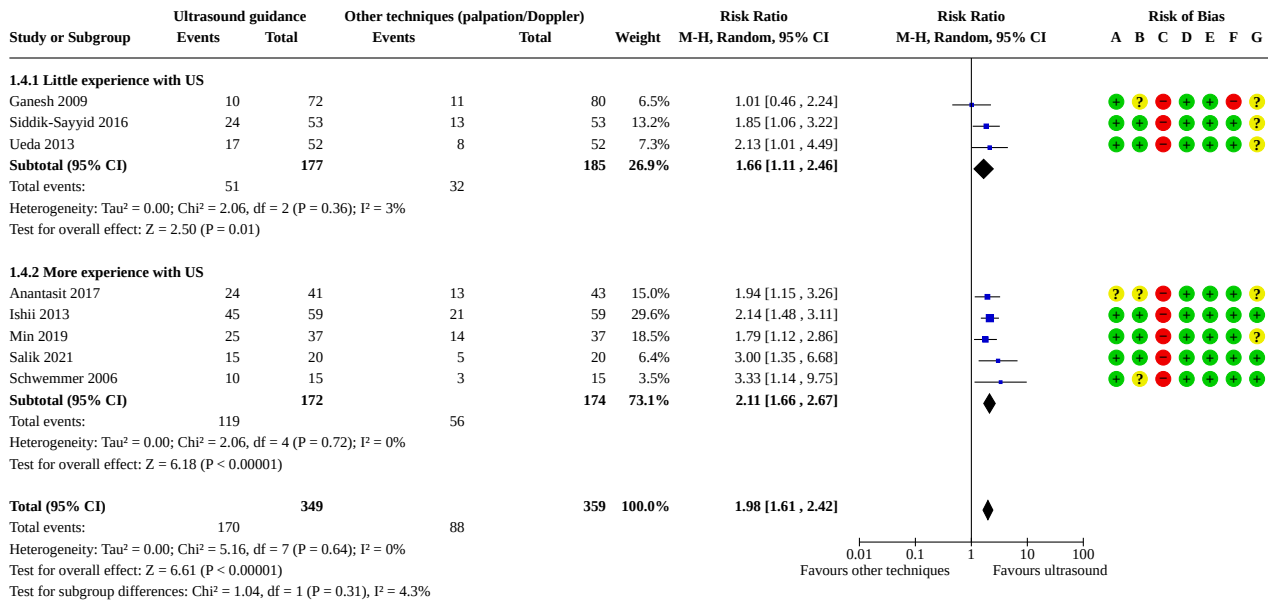 Ultrasound guidance Other techniques (palpation/Doppler) Risk Ratio Risk Ratio Risk of Bias
Study or Subgroup Events Total Events Total Weight M-H, Random, 95% CI M-H, Random, 95% CI A B C D E F G
1.4.1 Little experience with US
Ganesh 2009 10 72 11 80 6.5% 1.01 [0.46 , 2.24] + ? − + + − ?
Siddik-Sayyid 2016 24 53 13 53 13.2% 1.85 [1.06 , 3.22] + + − + + + ?
Ueda 2013 17 52 8 52 7.3% 2.13 [1.01 , 4.49] + + − + + + ?
Subtotal (95% CI) 177 185 26.9% 1.66 [1.11 , 2.46]
Total events: 51 32
Heterogeneity: Tau² = 0.00; Chi² = 2.06, df = 2 (P = 0.36); I² = 3%
Test for overall effect: Z = 2.50 (P = 0.01)
1.4.2 More experience with US
Anantasit 2017 24 41 13 43 15.0% 1.94 [1.15 , 3.26] ? ? − + + + ?
Ishii 2013 45 59 21 59 29.6% 2.14 [1.48 , 3.11] + + − + + + +
Min 2019 25 37 14 37 18.5% 1.79 [1.12 , 2.86] + + − + + + ?
Salik 2021 15 20 5 20 6.4% 3.00 [1.35 , 6.68] + + − + + + +
Schwemmer 2006 10 15 3 15 3.5% 3.33 [1.14 , 9.75] + ? − + + + +
Subtotal (95% CI) 172 174 73.1% 2.11 [1.66 , 2.67]
Total events: 119 56
Heterogeneity: Tau² = 0.00; Chi² = 2.06, df = 4 (P = 0.72); I² = 0%
Test for overall effect: Z = 6.18 (P < 0.00001)
Total (95% CI) 349 359 100.0% 1.98 [1.61 , 2.42]
Total events: 170 88
Heterogeneity: Tau² = 0.00; Chi² = 5.16, df = 7 (P = 0.64); I² = 0%
0.01 0.1 1 10 100
Test for overall effect: Z = 6.61 (P < 0.00001) Favours other techniques Favours ultrasound
Test for subgroup differences: Chi² = 1.04, df = 1 (P = 0.31), I² = 4.3%